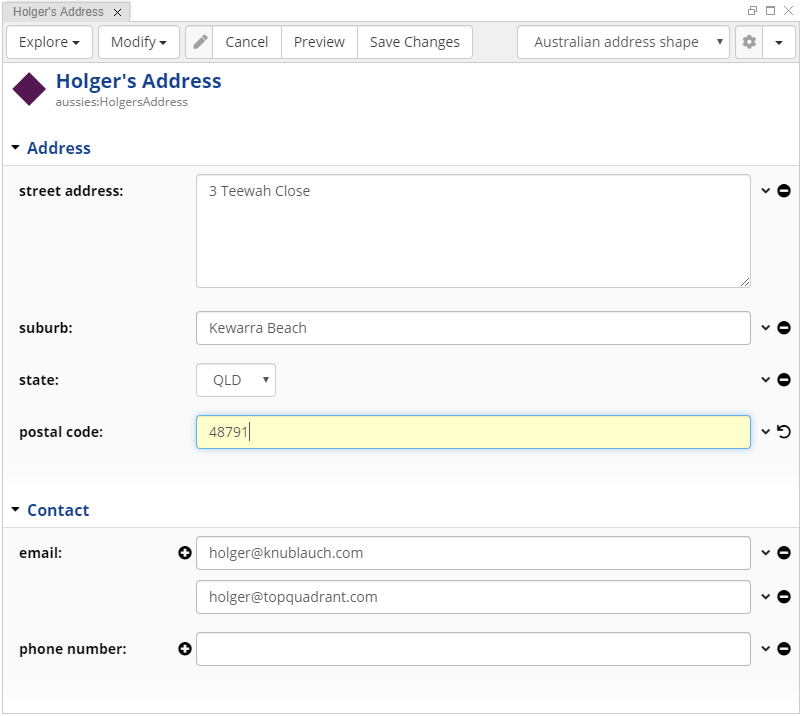 Holger's Address
Explore Modify Cancel Preview Save Changes Australian address shape
Holger's Address
aussies:HolgersAddress
Address
street address: 3 Teewah Close
suburb: Kewarra Beach
state: QLD
postal code: 48791
Contact
email: holger@knublauch.com
holger@topquadrant.com
phone number: